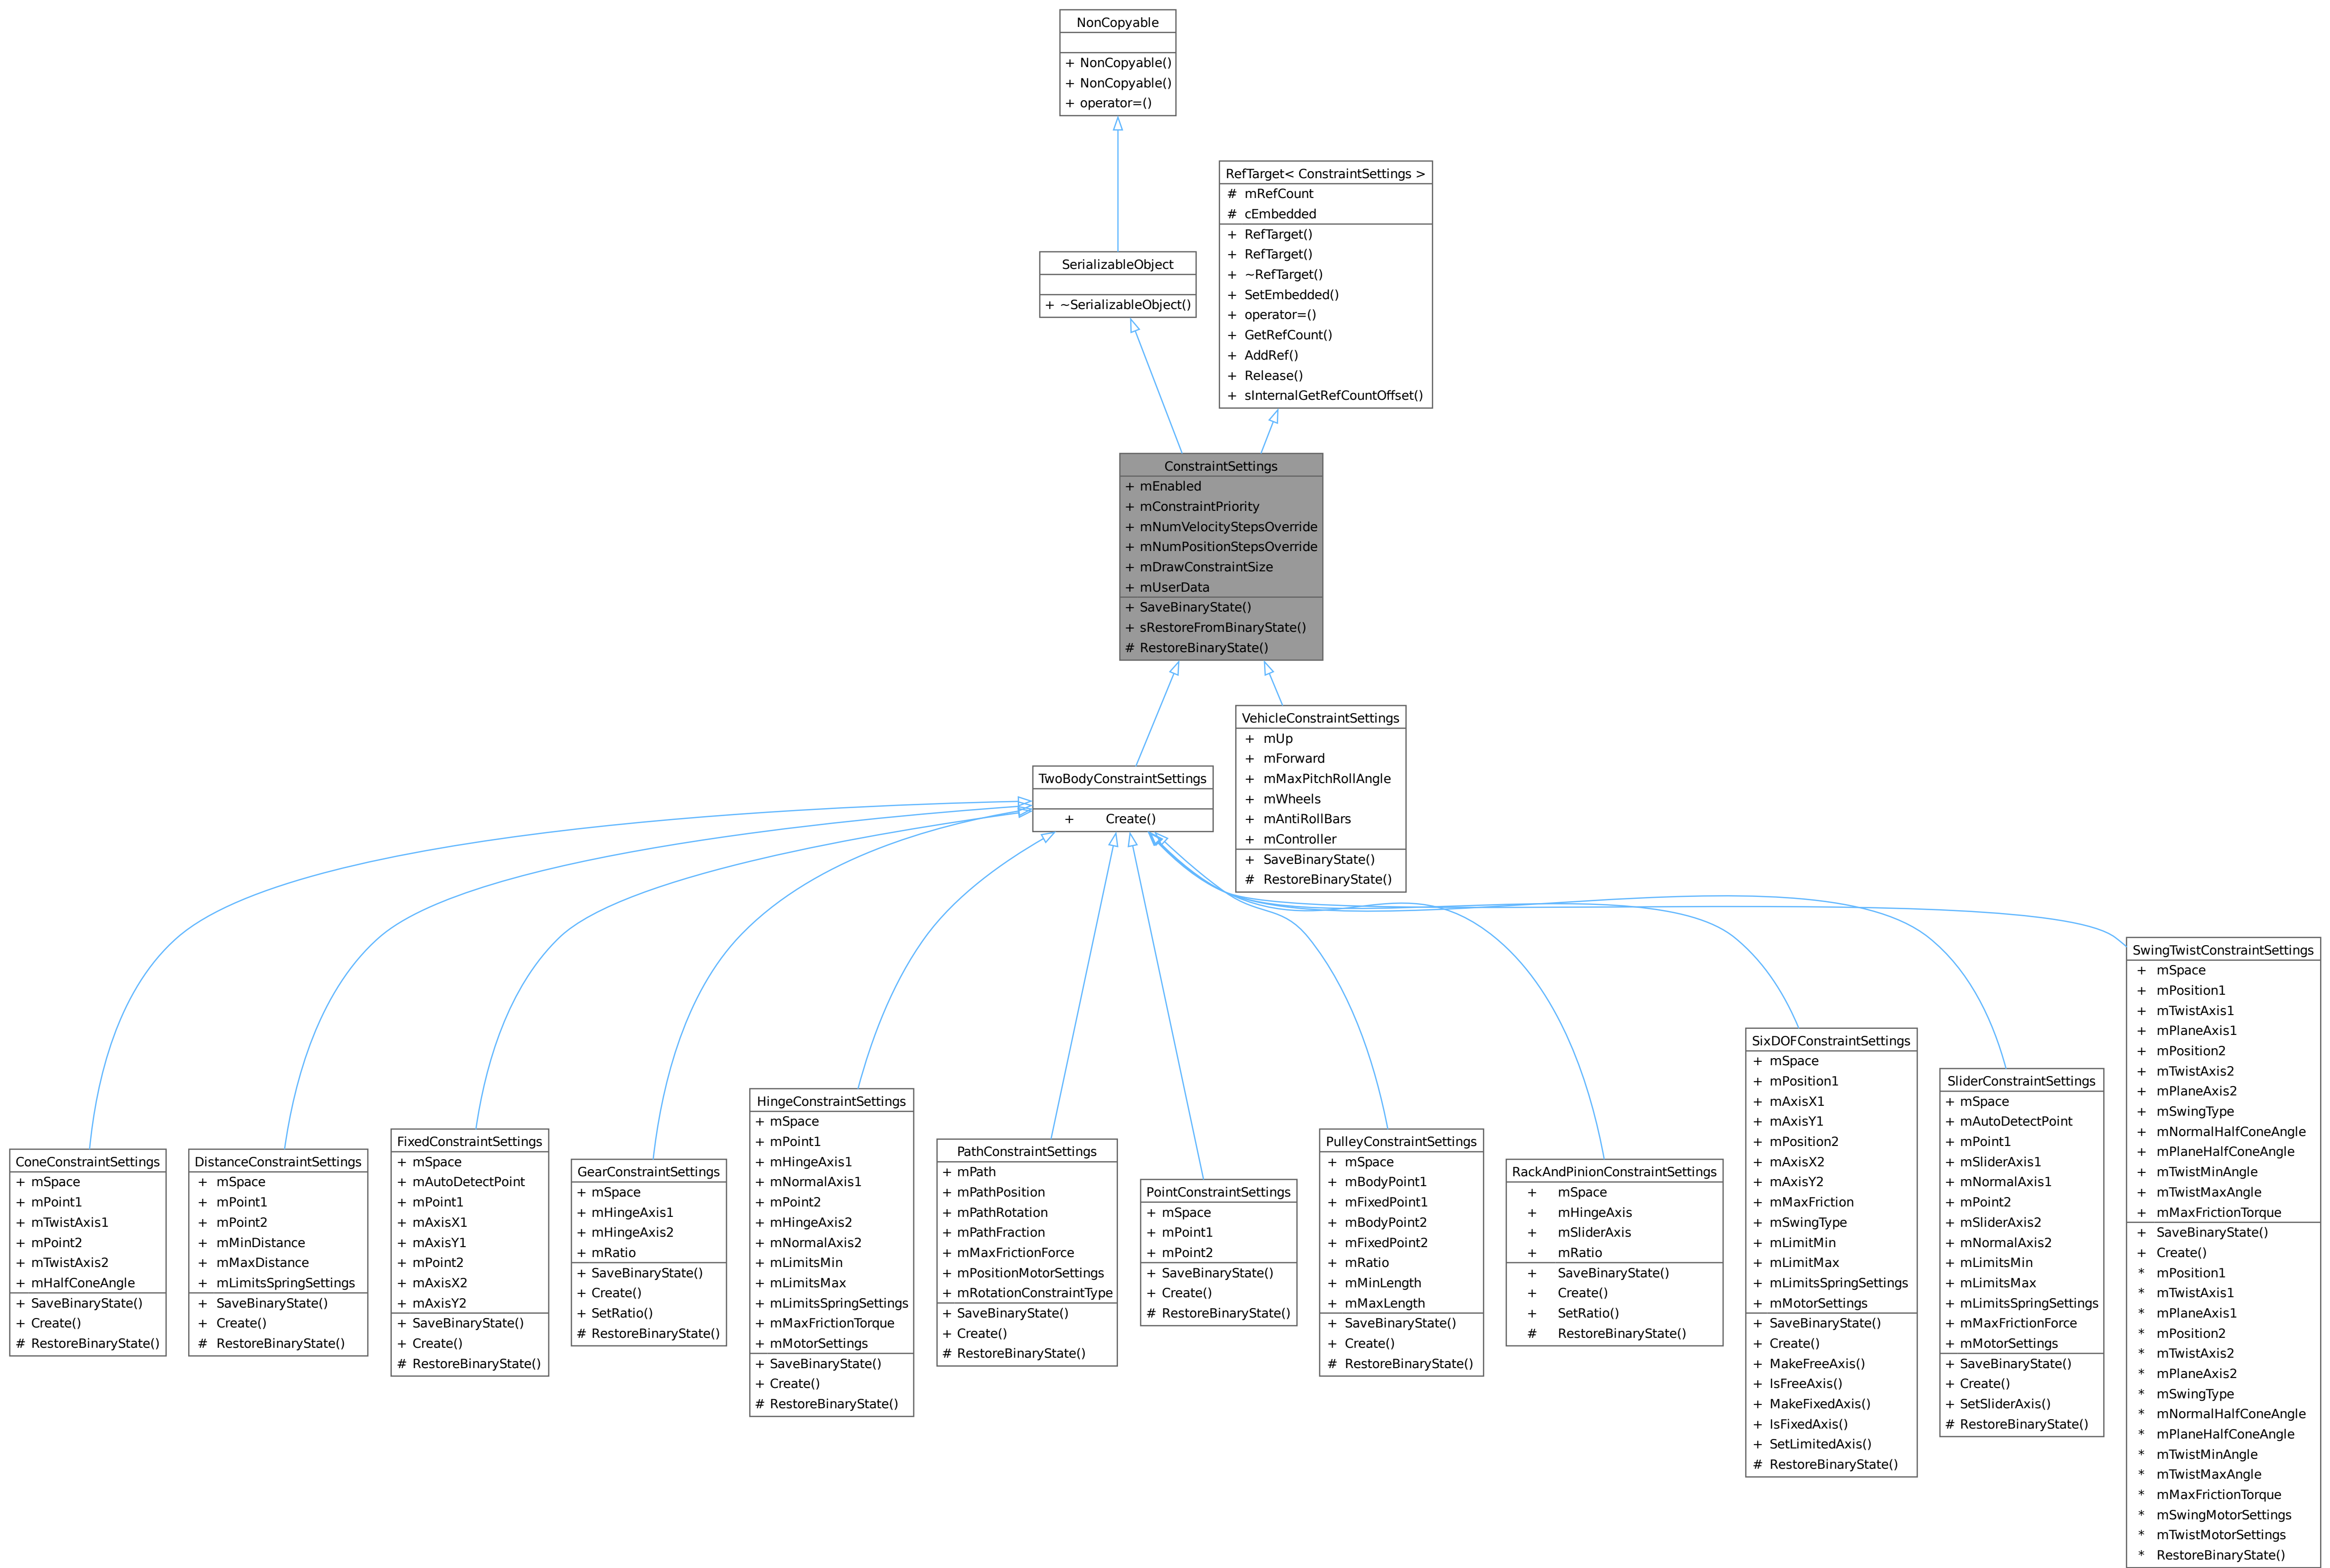 NonCopyable
+ NonCopyable()
+ NonCopyable()
+ operator=()
RefTarget< ConstraintSettings >
# mRefCount
# cEmbedded
+ RefTarget()
+ RefTarget()
+ ~RefTarget()
+ SetEmbedded()
+ operator=()
+ GetRefCount()
+ AddRef()
+ Release()
+ sInternalGetRefCountOffset()
SerializableObject
+ ~SerializableObject()
ConstraintSettings
+ mEnabled
+ mConstraintPriority
+ mNumVelocityStepsOverride
+ mNumPositionStepsOverride
+ mDrawConstraintSize
+ mUserData
+ SaveBinaryState()
+ sRestoreFromBinaryState()
# RestoreBinaryState()
TwoBodyConstraintSettings
+ Create()
VehicleConstraintSettings
+ mUp
+ mForward
+ mMaxPitchRollAngle
+ mWheels
+ mAntiRollBars
+ mController
+ SaveBinaryState()
# RestoreBinaryState()
ConeConstraintSettings
+ mSpace
+ mPoint1
+ mTwistAxis1
+ mPoint2
+ mTwistAxis2
+ mHalfConeAngle
+ SaveBinaryState()
+ Create()
# RestoreBinaryState()
DistanceConstraintSettings
+ mSpace
+ mPoint1
+ mPoint2
+ mMinDistance
+ mMaxDistance
+ mLimitsSpringSettings
+ SaveBinaryState()
+ Create()
# RestoreBinaryState()
FixedConstraintSettings
+ mSpace
+ mAutoDetectPoint
+ mPoint1
+ mAxisX1
+ mAxisY1
+ mPoint2
+ mAxisX2
+ mAxisY2
+ SaveBinaryState()
+ Create()
# RestoreBinaryState()
GearConstraintSettings
+ mSpace
+ mHingeAxis1
+ mHingeAxis2
+ mRatio
+ SaveBinaryState()
+ Create()
+ SetRatio()
# RestoreBinaryState()
HingeConstraintSettings
+ mSpace
+ mPoint1
+ mHingeAxis1
+ mNormalAxis1
+ mPoint2
+ mHingeAxis2
+ mNormalAxis2
+ mLimitsMin
+ mLimitsMax
+ mLimitsSpringSettings
+ mMaxFrictionTorque
+ mMotorSettings
+ SaveBinaryState()
+ Create()
# RestoreBinaryState()
PathConstraintSettings
+ mPath
+ mPathPosition
+ mPathRotation
+ mPathFraction
+ mMaxFrictionForce
+ mPositionMotorSettings
+ mRotationConstraintType
+ SaveBinaryState()
+ Create()
# RestoreBinaryState()
PointConstraintSettings
+ mSpace
+ mPoint1
+ mPoint2
+ SaveBinaryState()
+ Create()
# RestoreBinaryState()
PulleyConstraintSettings
+ mSpace
+ mBodyPoint1
+ mFixedPoint1
+ mBodyPoint2
+ mFixedPoint2
+ mRatio
+ mMinLength
+ mMaxLength
+ SaveBinaryState()
+ Create()
# RestoreBinaryState()
RackAndPinionConstraintSettings
+ mSpace
+ mHingeAxis
+ mSliderAxis
+ mRatio
+ SaveBinaryState()
+ Create()
+ SetRatio()
# RestoreBinaryState()
SixDOFConstraintSettings
+ mSpace
+ mPosition1
+ mAxisX1
+ mAxisY1
+ mPosition2
+ mAxisX2
+ mAxisY2
+ mMaxFriction
+ mSwingType
+ mLimitMin
+ mLimitMax
+ mLimitsSpringSettings
+ mMotorSettings
+ SaveBinaryState()
+ Create()
+ MakeFreeAxis()
+ IsFreeAxis()
+ MakeFixedAxis()
+ IsFixedAxis()
+ SetLimitedAxis()
# RestoreBinaryState()
SliderConstraintSettings
+ mSpace
+ mAutoDetectPoint
+ mPoint1
+ mSliderAxis1
+ mNormalAxis1
+ mPoint2
+ mSliderAxis2
+ mNormalAxis2
+ mLimitsMin
+ mLimitsMax
+ mLimitsSpringSettings
+ mMaxFrictionForce
+ mMotorSettings
+ SaveBinaryState()
+ Create()
+ SetSliderAxis()
# RestoreBinaryState()
SwingTwistConstraintSettings
+ mSpace
+ mPosition1
+ mTwistAxis1
+ mPlaneAxis1
+ mPosition2
+ mTwistAxis2
+ mPlaneAxis2
+ mSwingType
+ mNormalHalfConeAngle
+ mPlaneHalfConeAngle
+ mTwistMinAngle
+ mTwistMaxAngle
+ mMaxFrictionTorque
+ SaveBinaryState()
+ Create()
* mPosition1
* mTwistAxis1
* mPlaneAxis1
* mPosition2
* mTwistAxis2
* mPlaneAxis2
* mSwingType
* mNormalHalfConeAngle
* mPlaneHalfConeAngle
* mTwistMinAngle
* mTwistMaxAngle
* mMaxFrictionTorque
* mSwingMotorSettings
* mTwistMotorSettings
* RestoreBinaryState()